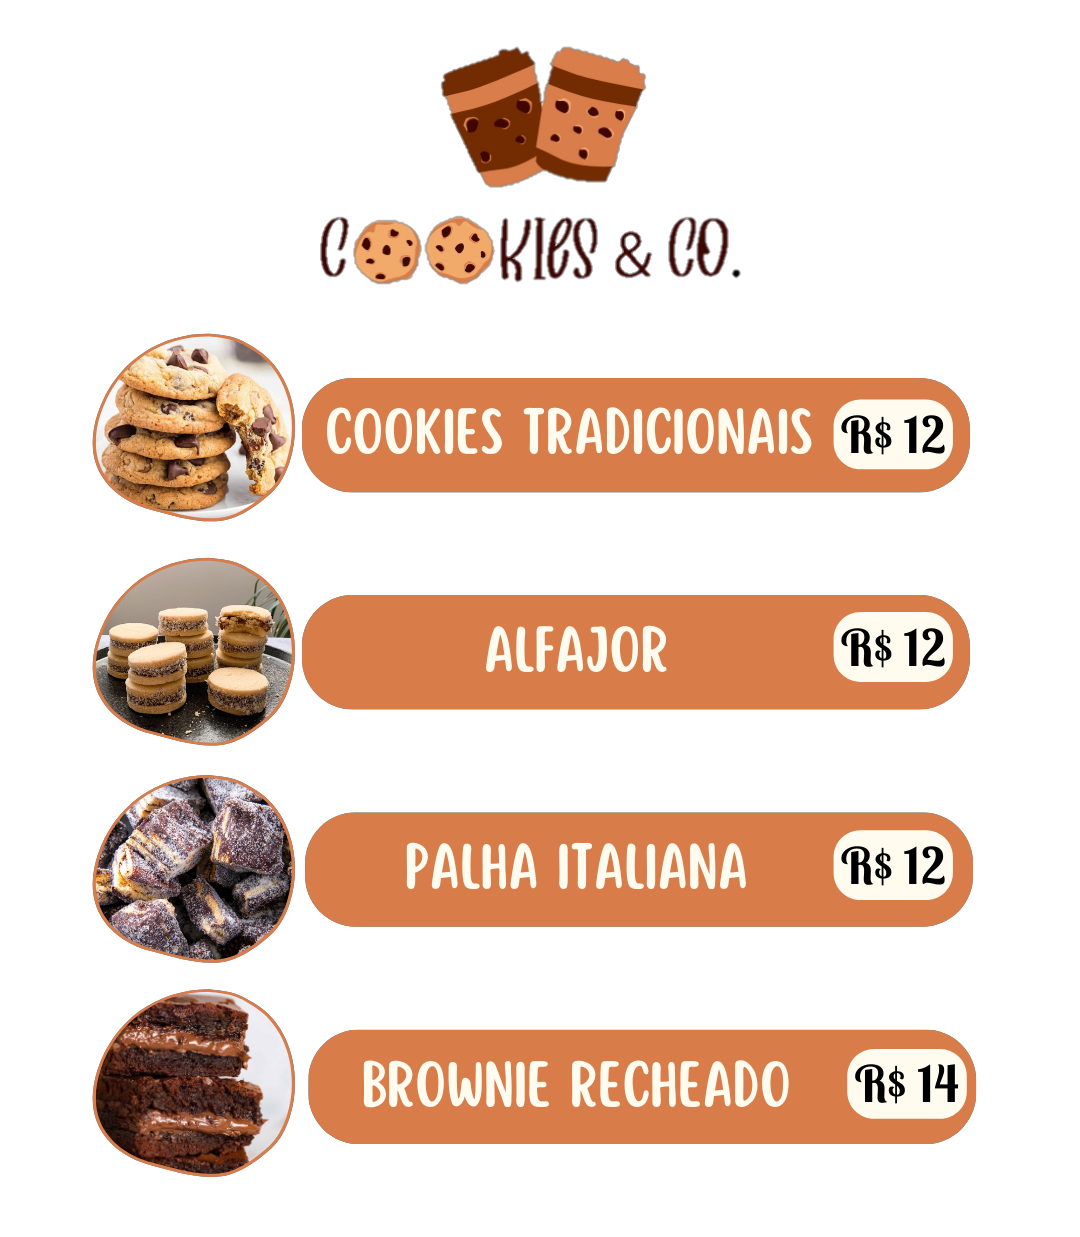 COOKIES & CO.
COOKIES TRADICIONAIS R$ 12
ALFAJOR R$ 12
PALHA ITALIANA R$ 12
BROWNIE RECHEADO R$ 14